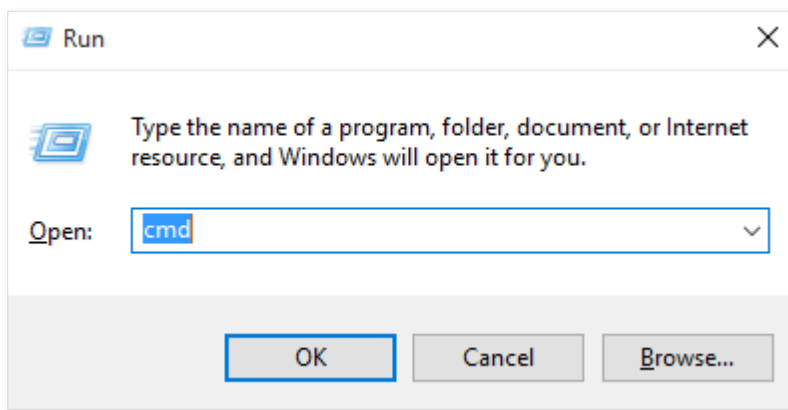 Run
Type the name of a program, folder, document, or Internet
resource, and Windows will open it for you.
Open: cmd
OK Cancel Browse...